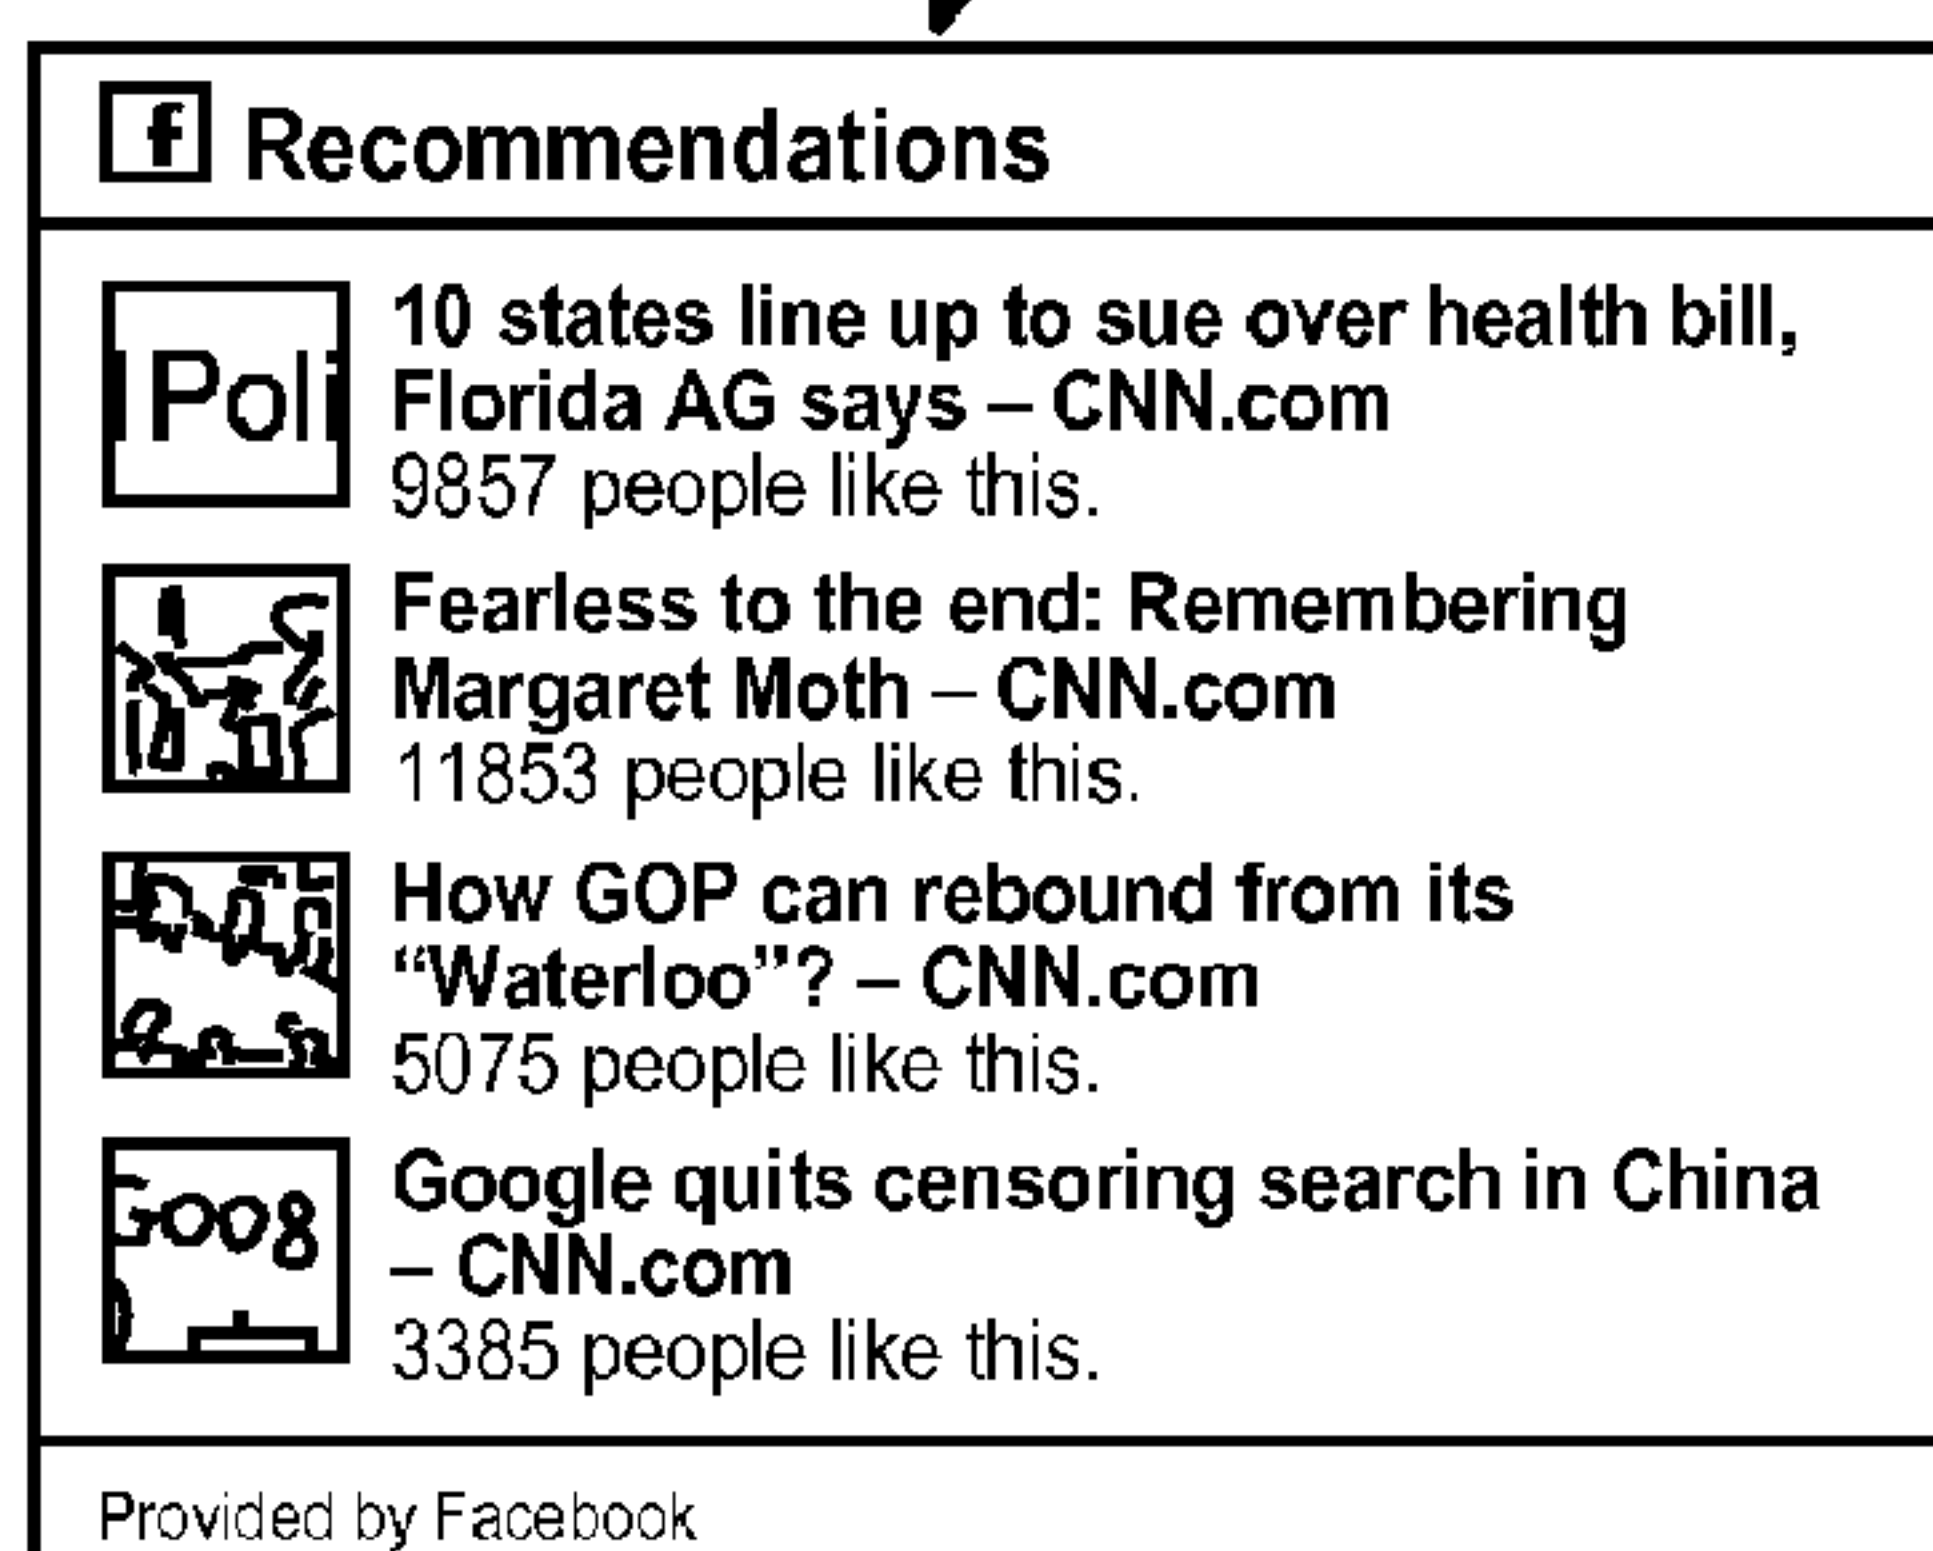 f Recommendations
l Poli
10 states line up to sue over health bill,
Florida AG says – CNN.com
9857 people like this.
Fearless to the end: Remembering
Margaret Moth – CNN.com
11853 people like this.
How GOP can rebound from its
“Waterloo”? – CNN.com
5075 people like this.
Goog
Google quits censoring search in China
– CNN.com
3385 people like this.
Provided by Facebook